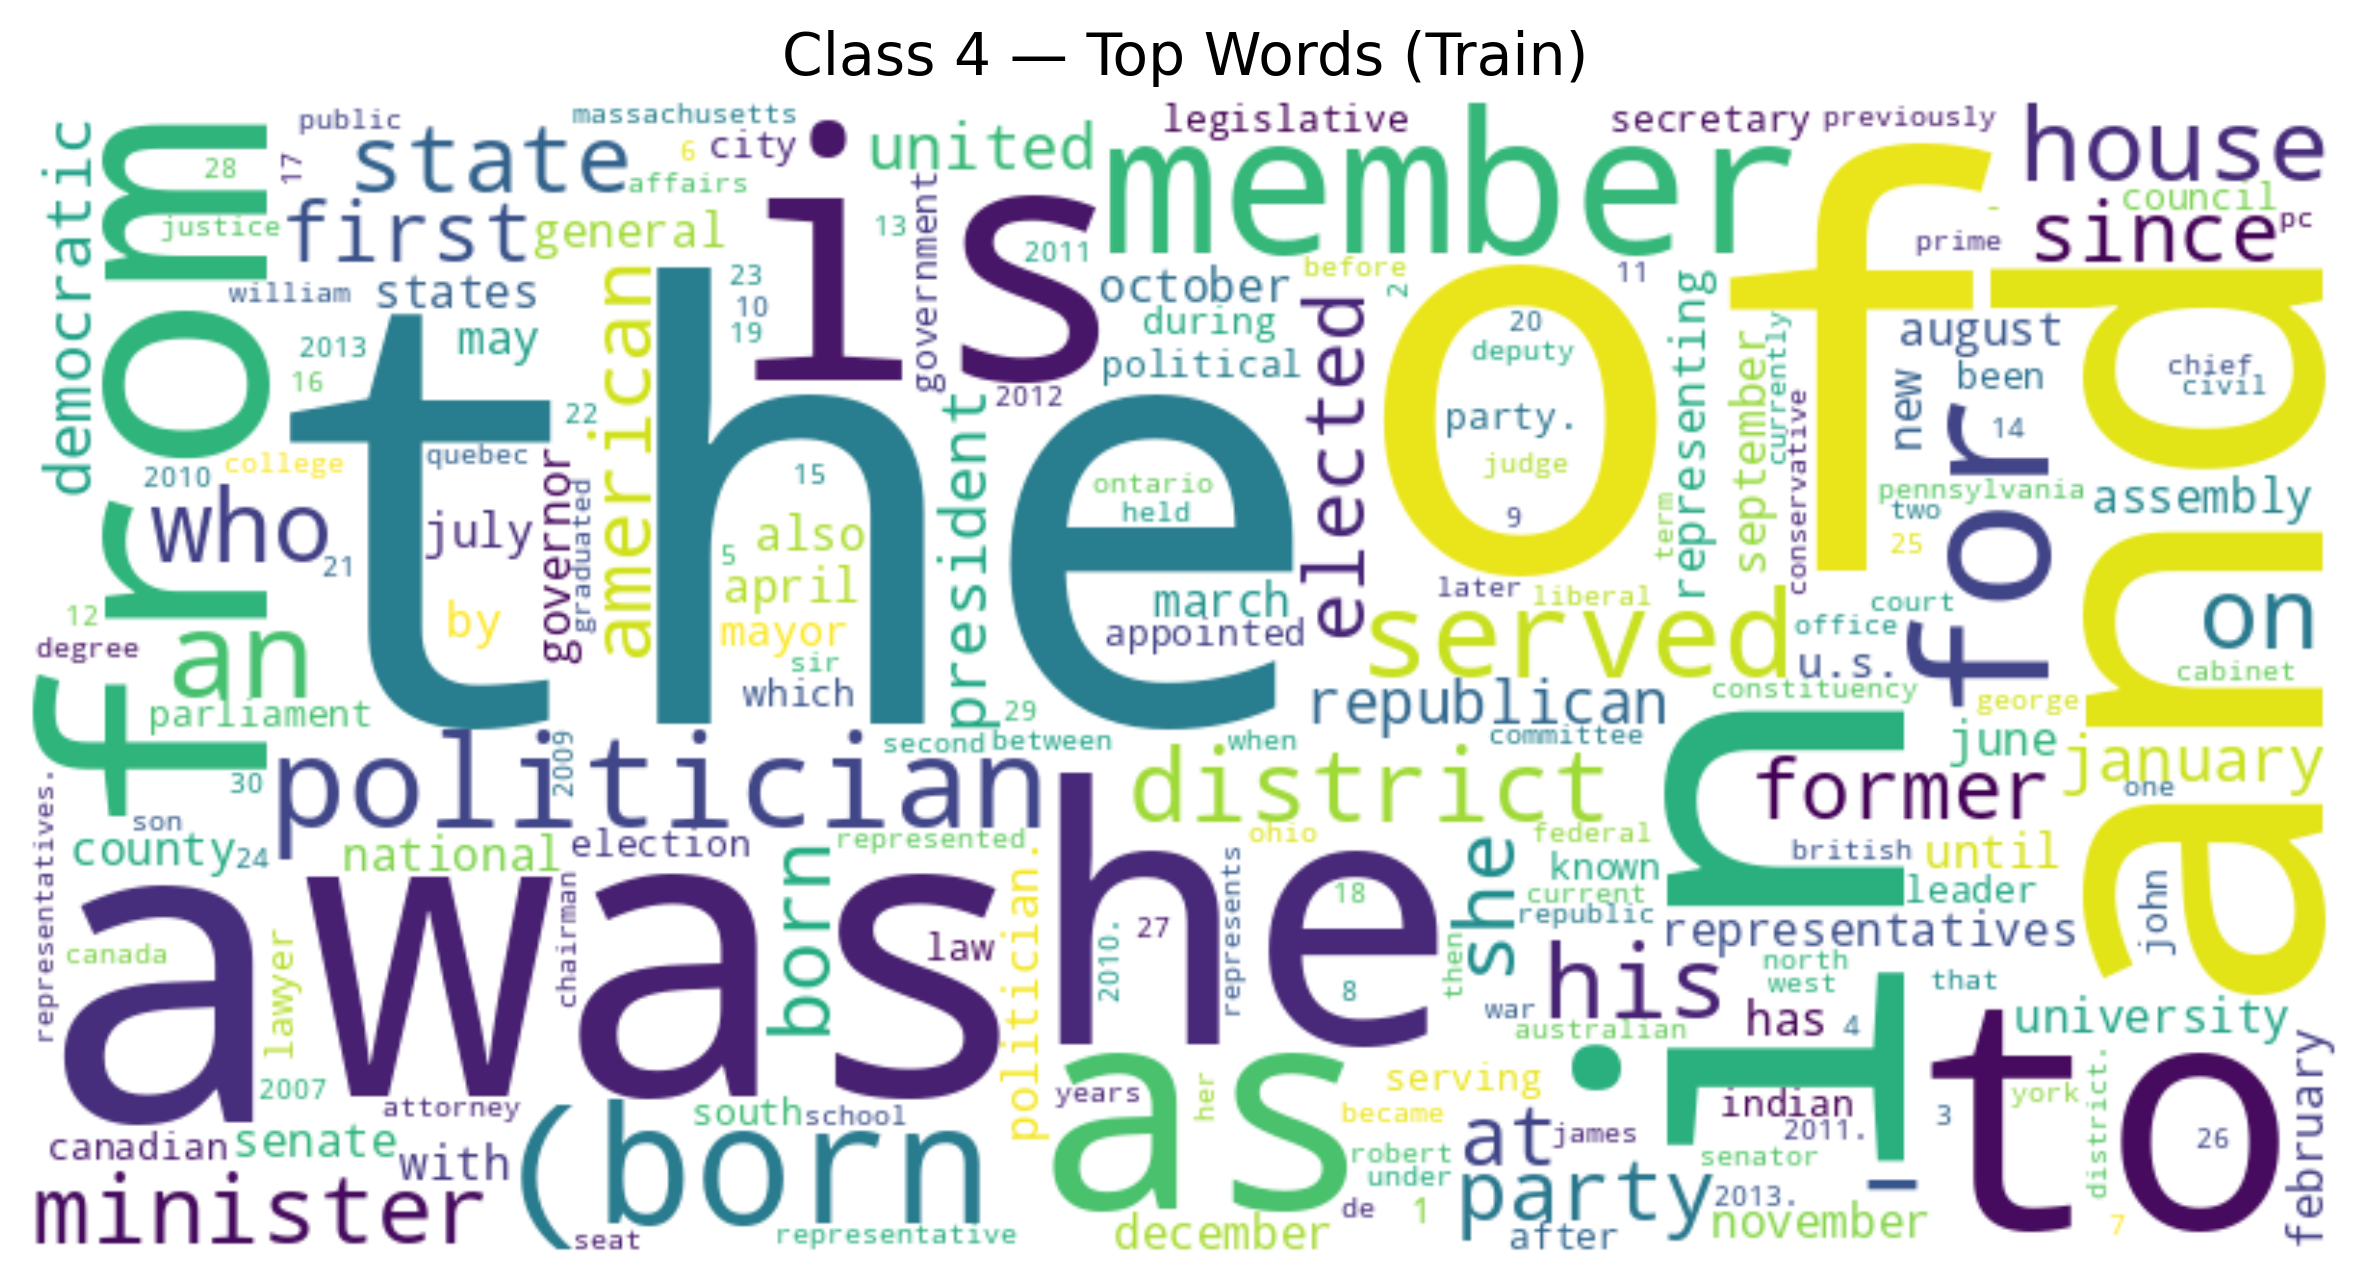 Class 4 — Top Words (Train)
public
massachusetts
legislative
secretary
previously
house
democratic
from
28
17
state
6
city
is
united
member
of
council
affairs
justice
first
general
13
government
2011
prime
since
pc
-
william
states
american
23
10
19
october
before
2
11
and
during
political
2012
elected
20
deputy
representing
september
currently
august
chief
civil
been
new
2013
may
16
the
22
president
party.
conservative
for
14
2010
college
quebec
governor
graduated
15
ontario
held
judge
9
term
pennsylvania
two
25
assembly
who
july
21
5
also
april
march
appointed
later
liberal
court
on
12
by
mayor
sir
which
served
office
u.s.
degree
an
parliament
29
republican
constituency
george
cabinet
30
politician
2009
second
between
when
committee
in
june
january
district
former
one
representatives.
son
county
24
national
election
born
represented
ohio
she
federal
known
british
until
current
leader
a
was
he
politician.
represents
18
republic
representatives
john
canada
lawyer
chairman
law
2010.
27
8
then
his
north
west
that
war
has
4
university
australian
2007
attorney
years
her
as
serving
indian
3
to
york
february
canadian
senate
with
(born
south
school
became
at
james
2011.
district.
26
robert
under
senator
minister
seat
representative
december
de
1
party
2013.
–
november
after
7